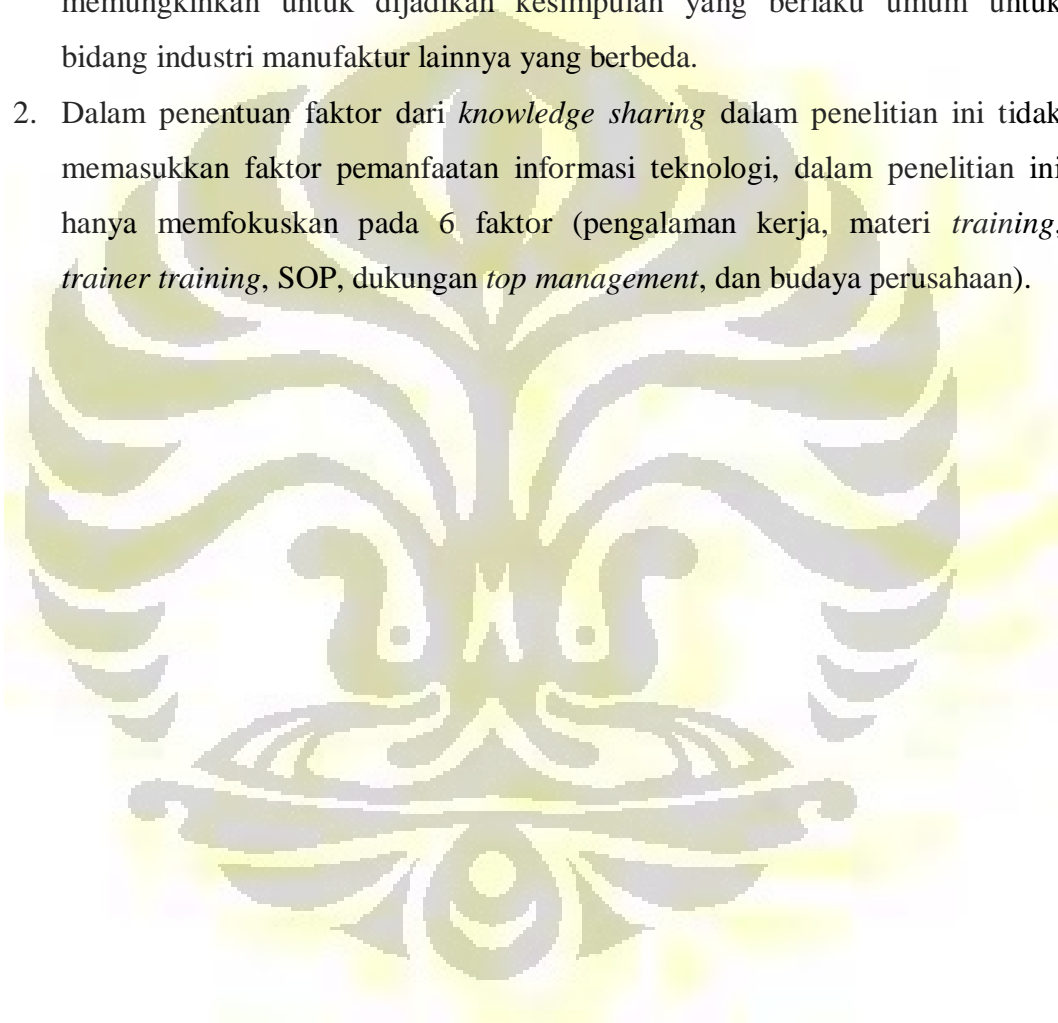 memungkinkan untuk dijadikan kesimpulan yang berlaku umum untuk
bidang industri manufaktur lainnya yang berbeda.
2. Dalam penentuan faktor dari knowledge sharing dalam penelitian ini tidak
memasukkan faktor pemanfaatan informasi teknologi, dalam penelitian ini
hanya memfokuskan pada 6 faktor (pengalaman kerja, materi training,
trainer training, SOP, dukungan top management, dan budaya perusahaan).